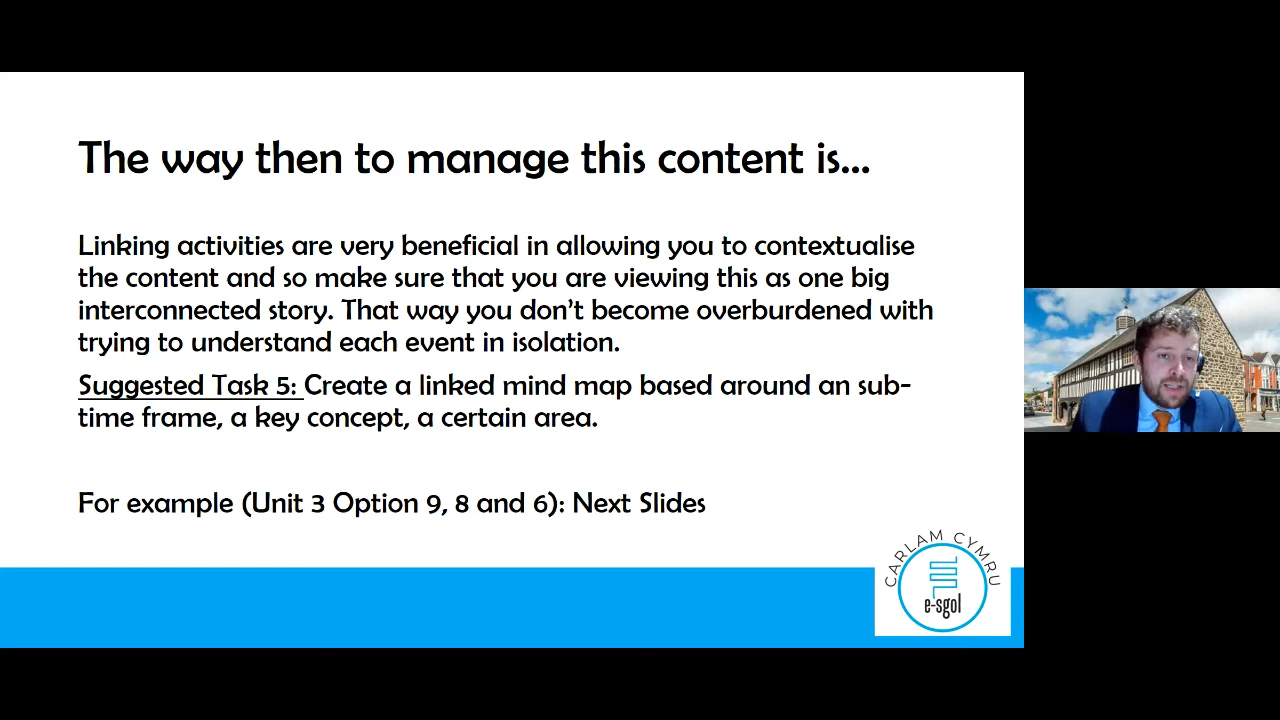 The way then to manage this content is...
Linking activities are very beneficial in allowing you to contextualise
the content and so make sure that you are viewing this as one big
interconnected story. That way you don't become overburdened with
trying to understand each event in isolation.
Suggested Task 5: Create a linked mind map based around an sub-
time frame, a key concept, a certain area.
For example (Unit 3 Option 9, 8 and 6): Next Slides
CARLAM CYMRU
e-sgol